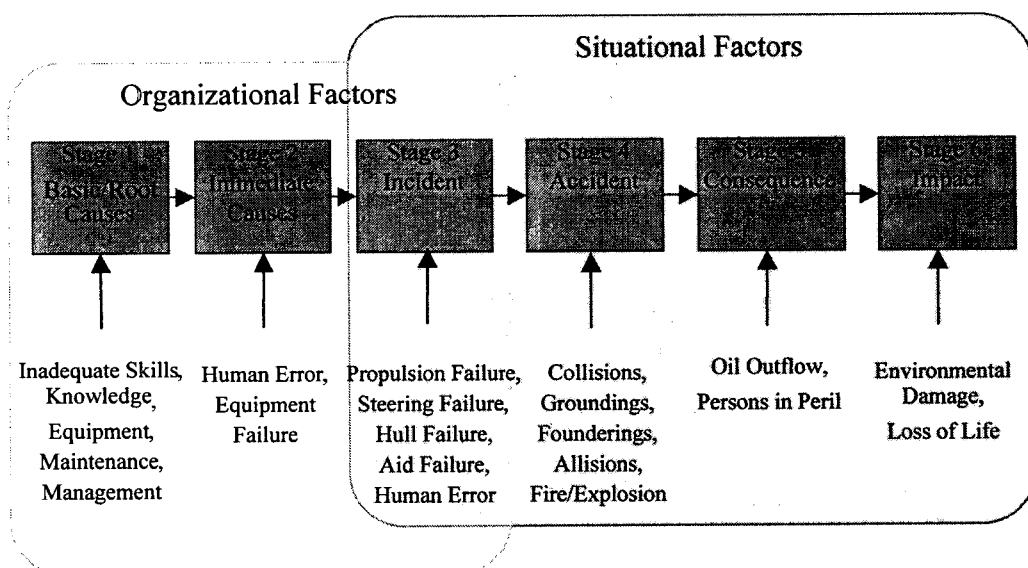 Situational Factors
Organizational Factors
Stage 1
Basic/Root
Causes
Stage 2
Immediate
Causes
Stage 3
Incident
Stage 4
Accident
Stage 5
Consequence
Stage 6
Impact
Inadequate Skills,
Knowledge,
Equipment,
Maintenance,
Management
Human Error,
Equipment
Failure
Propulsion Failure,
Steering Failure,
Hull Failure,
Aid Failure,
Human Error
Collisions,
Groundings,
Founderings,
Allisions,
Fire/Explosion
Oil Outflow,
Persons in Peril
Environmental
Damage,
Loss of Life